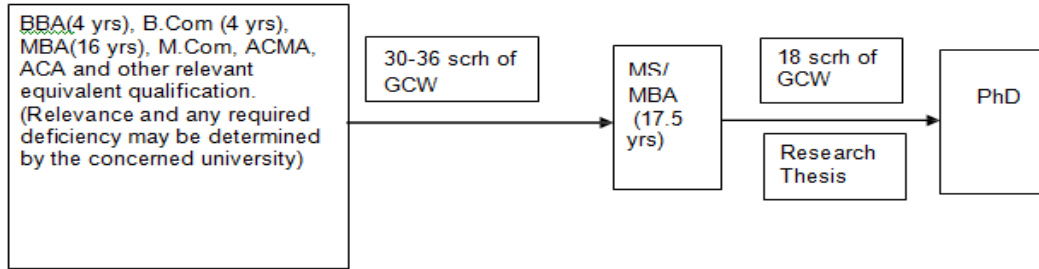 BBA(4 yrs), B.Com (4 yrs),
MBA(16 yrs), M.Com, ACMA,
ACA and other relevant
equivalent qualification.
(Relevance and any required
deficiency may be determined
by the concerned university)
30-36 scrh of
GCW
MS/
MBA
(17.5
yrs)
18 scrh of
GCW
Research
Thesis
PhD